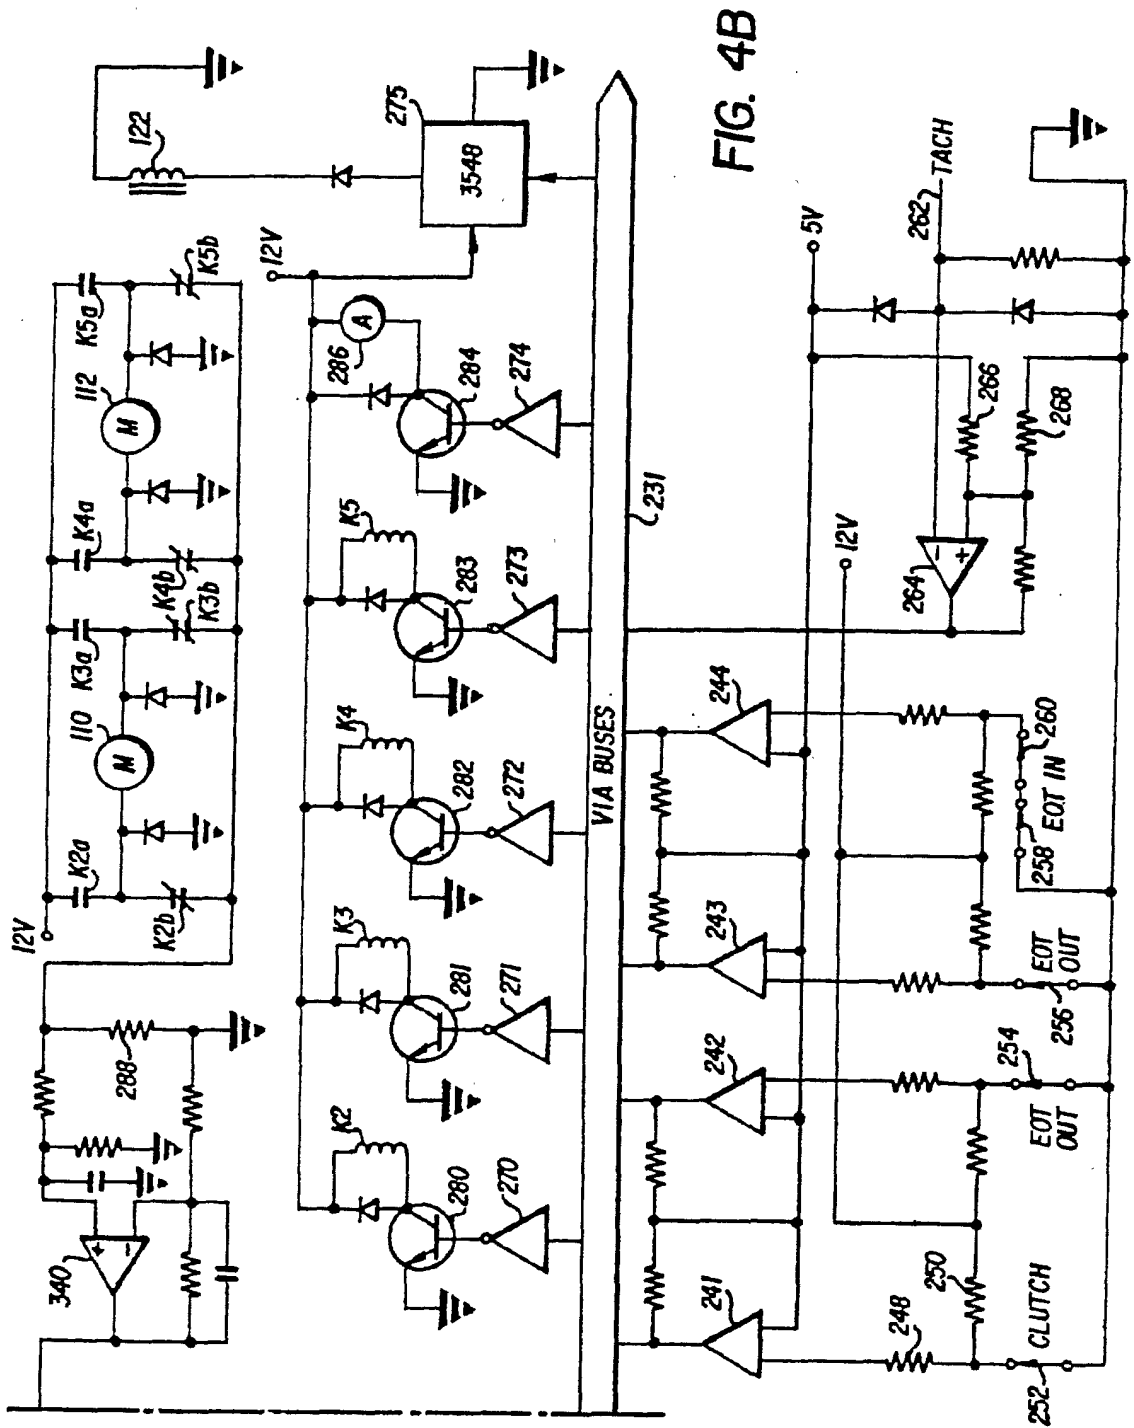 FIG. 4B
12V
K2a
K2b
110
M
K3a
K3b
K4a
K4b
112
M
K5a
K5b
122
275
3548
12V
286
A
340
+
-
288
K2
280
270
K3
281
271
K4
282
272
K5
283
273
284
274
VIA BUSES
231
241
242
243
244
264
-
+
12V
5V
262
TACH
266
268
248
250
252
CLUTCH
254
EOT
OUT
256
EOT
OUT
258
EOT IN
260